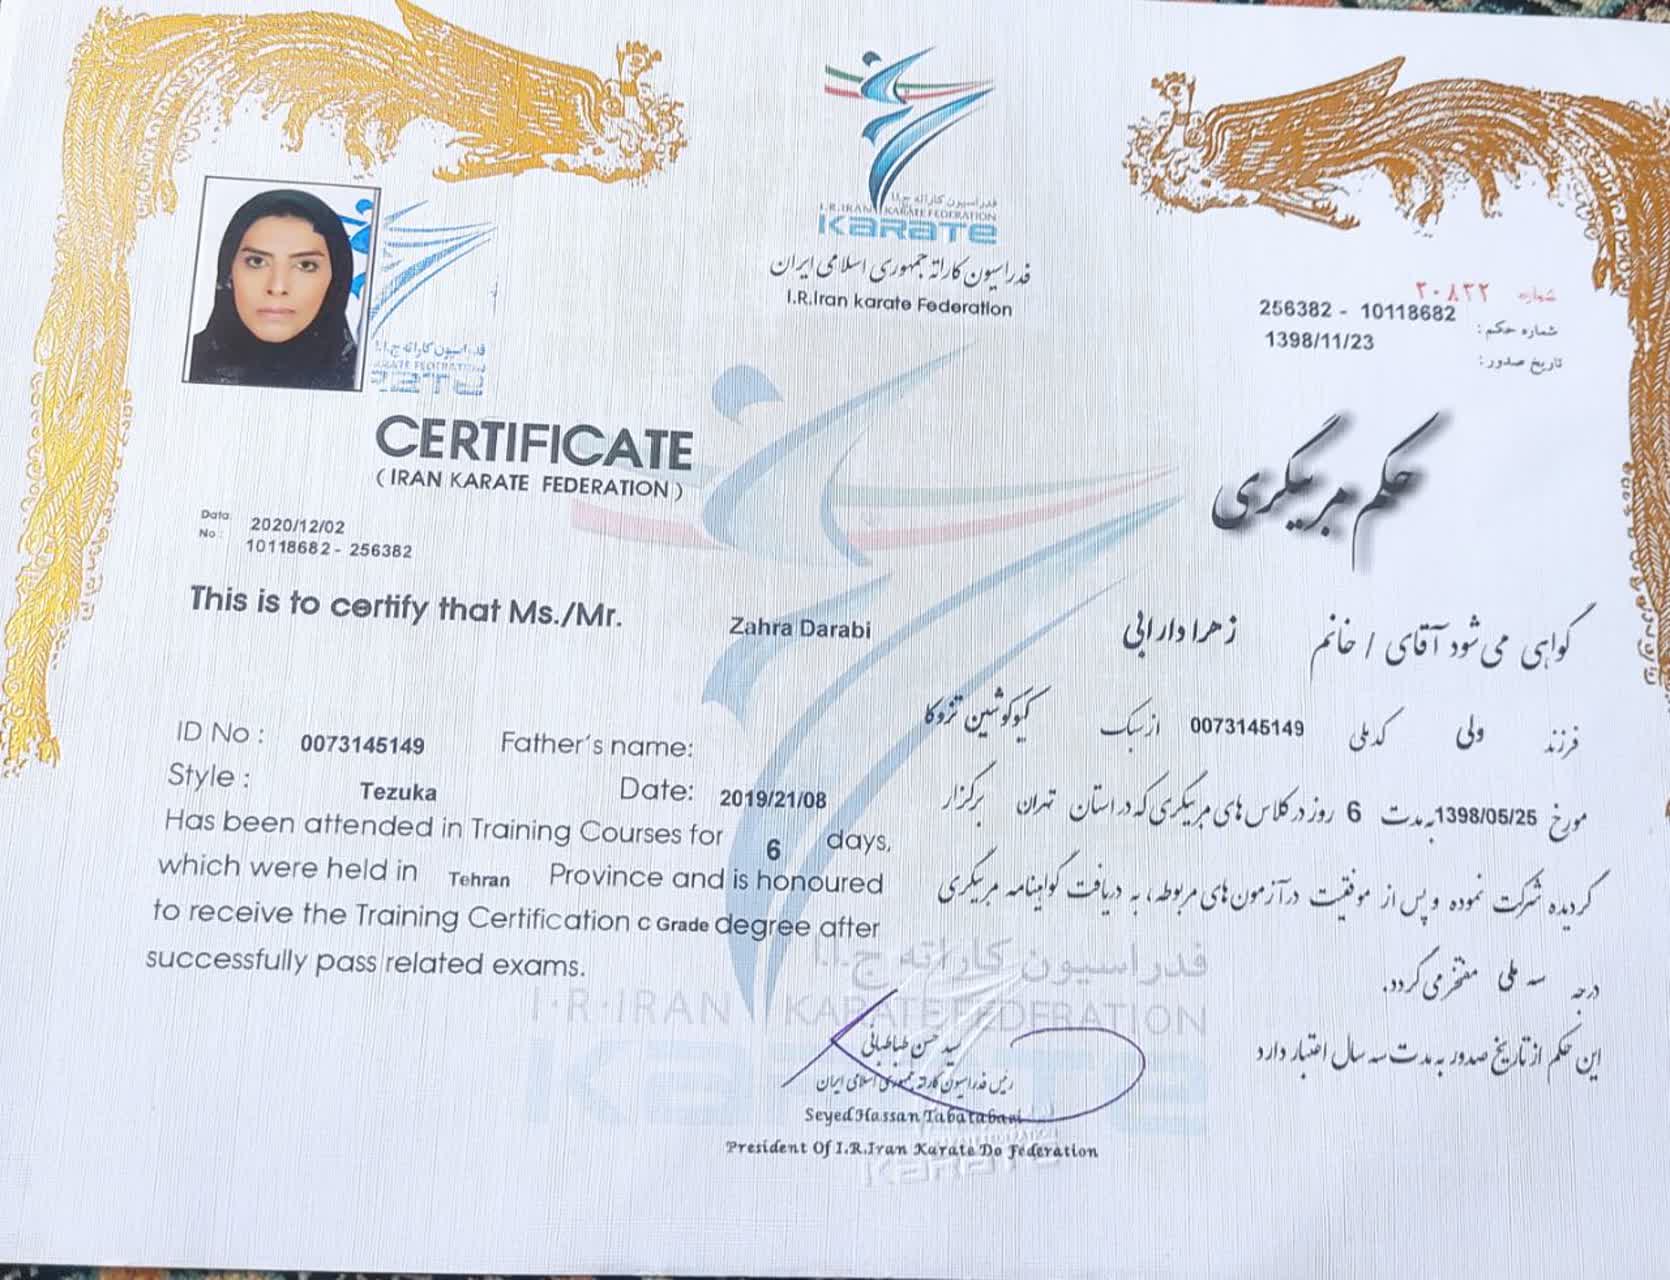 فدراسیون کاراته ج.ا.ا
I.R.IRAN KARATE FEDERATION
KARATE
فدراسیون کاراته جمهوری اسلامی ایران
I.R.Iran karate Federation
شماره ۲۰۸۲۲
شماره حکم: 256382 - 10118682
تاریخ صدور: 1398/11/23
فدراسیون کاراته ج.ا.ا
CERTIFICATE
( IRAN KARATE FEDERATION )
Data: 2020/12/02
No: 10118682 - 256382
This is to certify that Ms./Mr. Zahra Darabi
ID No : 0073145149 Father's name:
Style : Tezuka Date: 2019/21/08
Has been attended in Training Courses for 6 days,
which were held in Tehran Province and is honoured
to receive the Training Certification C Grade degree after
successfully pass related exams.
حکم مربیگری
گواهی می شود آقای / خانم زهرا دارابی
فرزند ولی کد ملی 0073145149 از سبک کیوکوشین تزوکا
مورخ 1398/05/25 به مدت 6 روز در کلاس های مربیگری که در استان تهران برگزار
گردیده شرکت نموده و پس از موفقیت در آزمون های مربوطه، به دریافت گواهینامه مربیگری
درجه سه ملی مفتخر می گردد.
این حکم از تاریخ صدور به مدت سه سال اعتبار دارد
فدراسیون کاراته ج.ا.ا.
I·R·IRAN KARATE FEDERATION
KARATE
سید حسن طباطبائی
رئیس فدراسیون کاراته جمهوری اسلامی ایران
Seyed Hassan Tabatabaei
President Of I.R.Iran Karate Do Federation